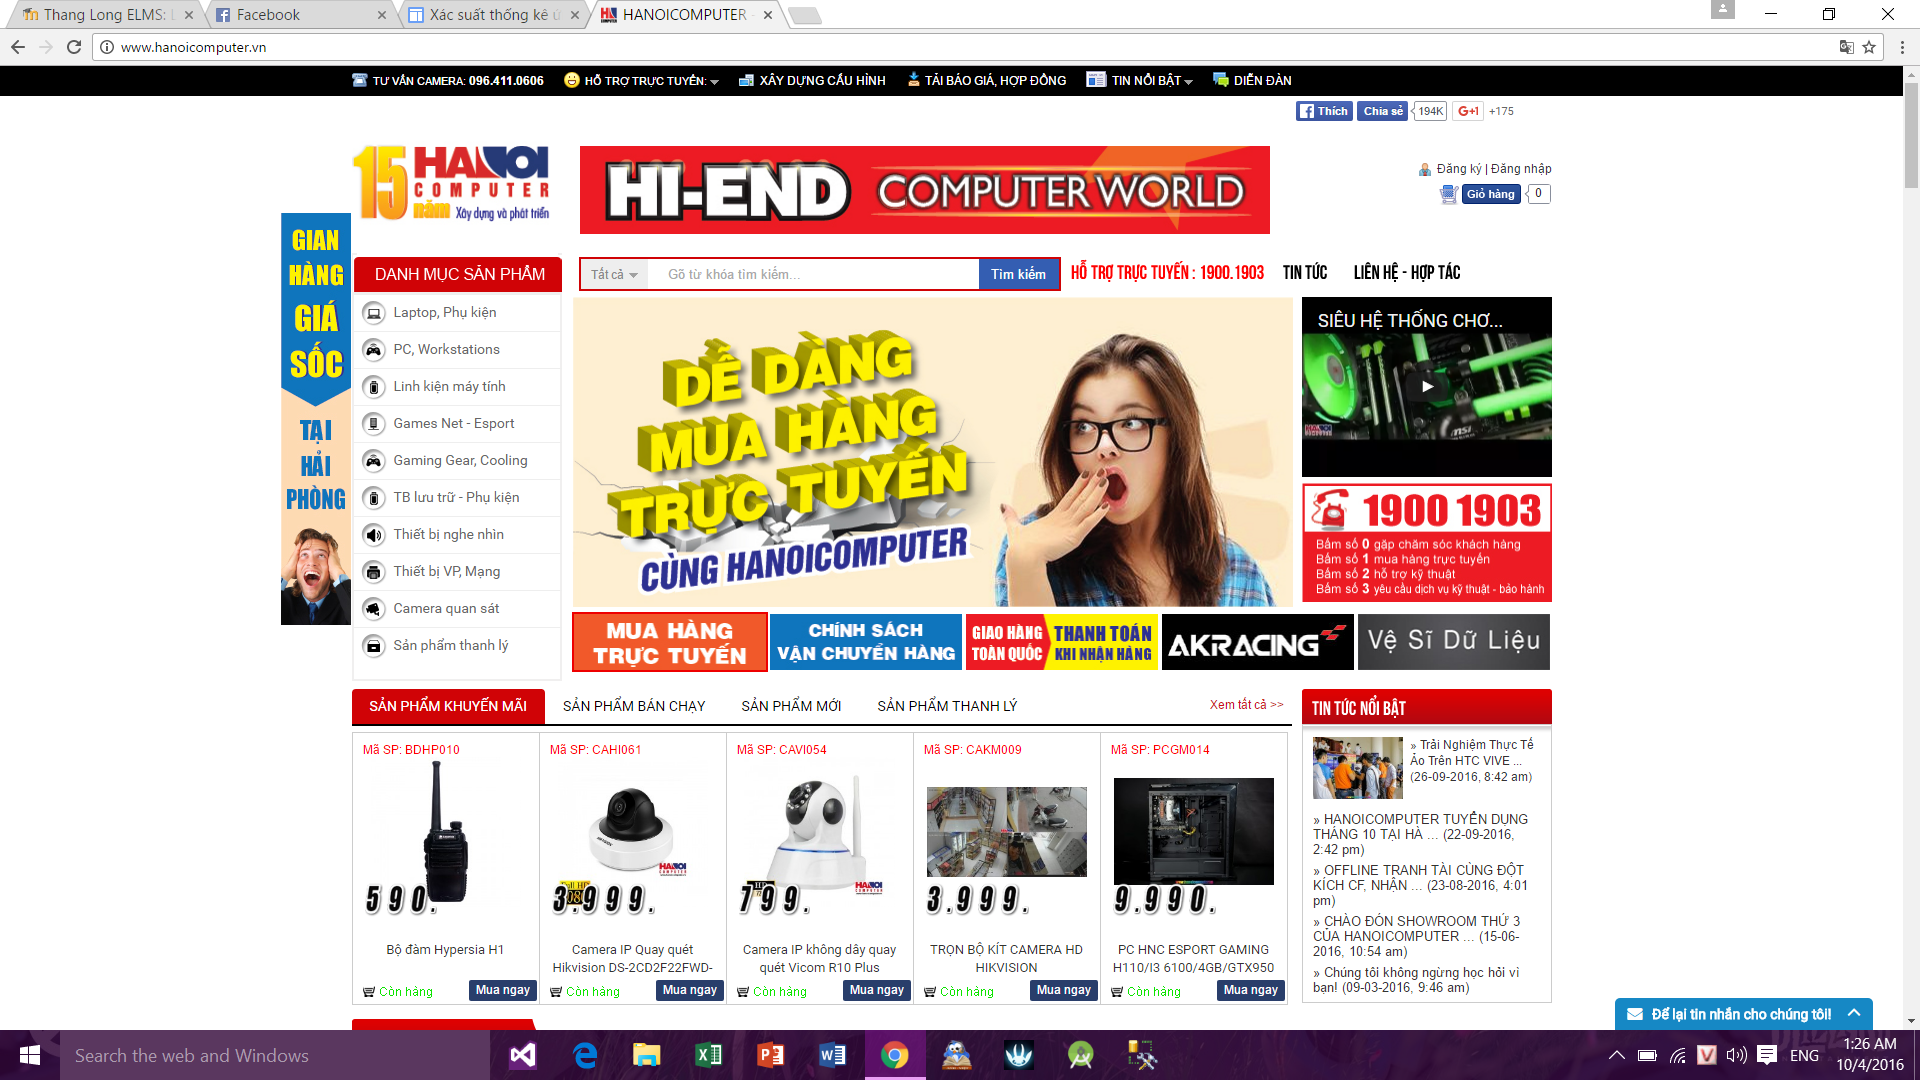 Thang Long ELMS: L
Facebook
Xác suất thống kê ứ
HANOICOMPUTER -
www.hanoicomputer.vn
TƯ VẤN CAMERA: 096.411.0606
HỖ TRỢ TRỰC TUYẾN:
XÂY DỰNG CẤU HÌNH
TẢI BÁO GIÁ, HỢP ĐỒNG
TIN NỔI BẬT
DIỄN ĐÀN
Thích
Chia sẻ
194K
G+1
+175
15 HANOI
COMPUTER
năm Xây dựng và phát triển
HI-END COMPUTER WORLD
Đăng ký | Đăng nhập
Giỏ hàng 0
GIAN
HÀNG
GIÁ
SỐC
TẠI
HẢI
PHÒNG
DANH MỤC SẢN PHẨM
Laptop, Phụ kiện
PC, Workstations
Linh kiện máy tính
Games Net - Esport
Gaming Gear, Cooling
TB lưu trữ - Phụ kiện
Thiết bị nghe nhìn
Thiết bị VP, Mạng
Camera quan sát
Sản phẩm thanh lý
Tất cả
Gõ từ khóa tìm kiếm...
Tìm kiếm
HỖ TRỢ TRỰC TUYẾN : 1900.1903
TIN TỨC
LIÊN HỆ - HỢP TÁC
DỄ DÀNG
MUA HÀNG
TRỰC TUYẾN
CÙNG HANOICOMPUTER
SIÊU HỆ THỐNG CHƠ...
HANOI
COMPUTER
msi
1900 1903
Bấm số 0 gặp chăm sóc khách hàng
Bấm số 1 mua hàng trực tuyến
Bấm số 2 hỗ trợ kỹ thuật
Bấm số 3 yêu cầu dịch vụ kỹ thuật - bảo hành
MUA HÀNG
TRỰC TUYẾN
CHÍNH SÁCH
VẬN CHUYỂN HÀNG
GIAO HÀNG
TOÀN QUỐC
THANH TOÁN
KHI NHẬN HÀNG
AKRACING
Vệ Sĩ Dữ Liệu
SẢN PHẨM KHUYẾN MÃI
SẢN PHẨM BÁN CHẠY
SẢN PHẨM MỚI
SẢN PHẨM THANH LÝ
Xem tất cả >>
Mã SP: BDHP010
590.
Bộ đàm Hypersia H1
Còn hàng
Mua ngay
Mã SP: CAHI061
HANOI
COMPUTER
Full HD
3.999.
Camera IP Quay quét
Hikvision DS-2CD2F22FWD-
Còn hàng
Mua ngay
Mã SP: CAVI054
HANOI
COMPUTER
799.
Camera IP không dây quay
quét Vicom R10 Plus
Còn hàng
Mua ngay
Mã SP: CAKM009
3.999.
TRỌN BỘ KÍT CAMERA HD
HIKVISION
Còn hàng
Mua ngay
Mã SP: PCGM014
9.990.
PC HNC ESPORT GAMING
H110/I3 6100/4GB/GTX950
Còn hàng
Mua ngay
TIN TỨC NỔI BẬT
» Trải Nghiệm Thực Tế
Ảo Trên HTC VIVE ...
(26-09-2016, 8:42 am)
» HANOICOMPUTER TUYỂN DỤNG
THÁNG 10 TẠI HÀ ... (22-09-2016,
2:42 pm)
» OFFLINE TRANH TÀI CÙNG ĐỘT
KÍCH CF, NHẬN ... (23-08-2016, 4:01
pm)
» CHÀO ĐÓN SHOWROOM THỨ 3
CỦA HANOICOMPUTER ... (15-06-
2016, 10:54 am)
» Chúng tôi không ngừng học hỏi vì
bạn! (09-03-2016, 9:46 am)
Để lại tin nhắn cho chúng tôi!
Search the web and Windows
ENG
1:26 AM
10/4/2016